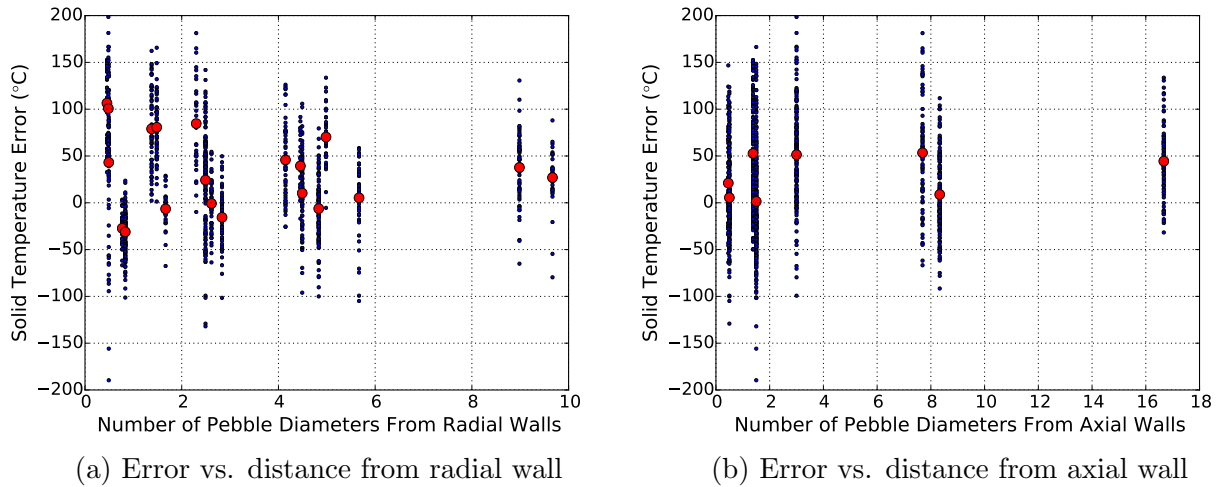 200
150
100
50
0
−50
−100
−150
−200
Solid Temperature Error (°C)
0 2 4 6 8 10
Number of Pebble Diameters From Radial Walls
(a) Error vs. distance from radial wall
200
150
100
50
0
−50
−100
−150
−200
Solid Temperature Error (°C)
0 2 4 6 8 10 12 14 16 18
Number of Pebble Diameters From Axial Walls
(b) Error vs. distance from axial wall